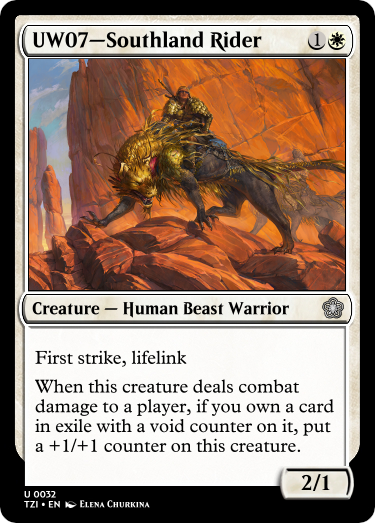 UW07—Southland Rider 1
Creature — Human Beast Warrior
First strike, lifelink
When this creature deals combat
damage to a player, if you own a card
in exile with a void counter on it, put
a +1/+1 counter on this creature.
2/1
U 0032
TZI • EN Elena Churkina